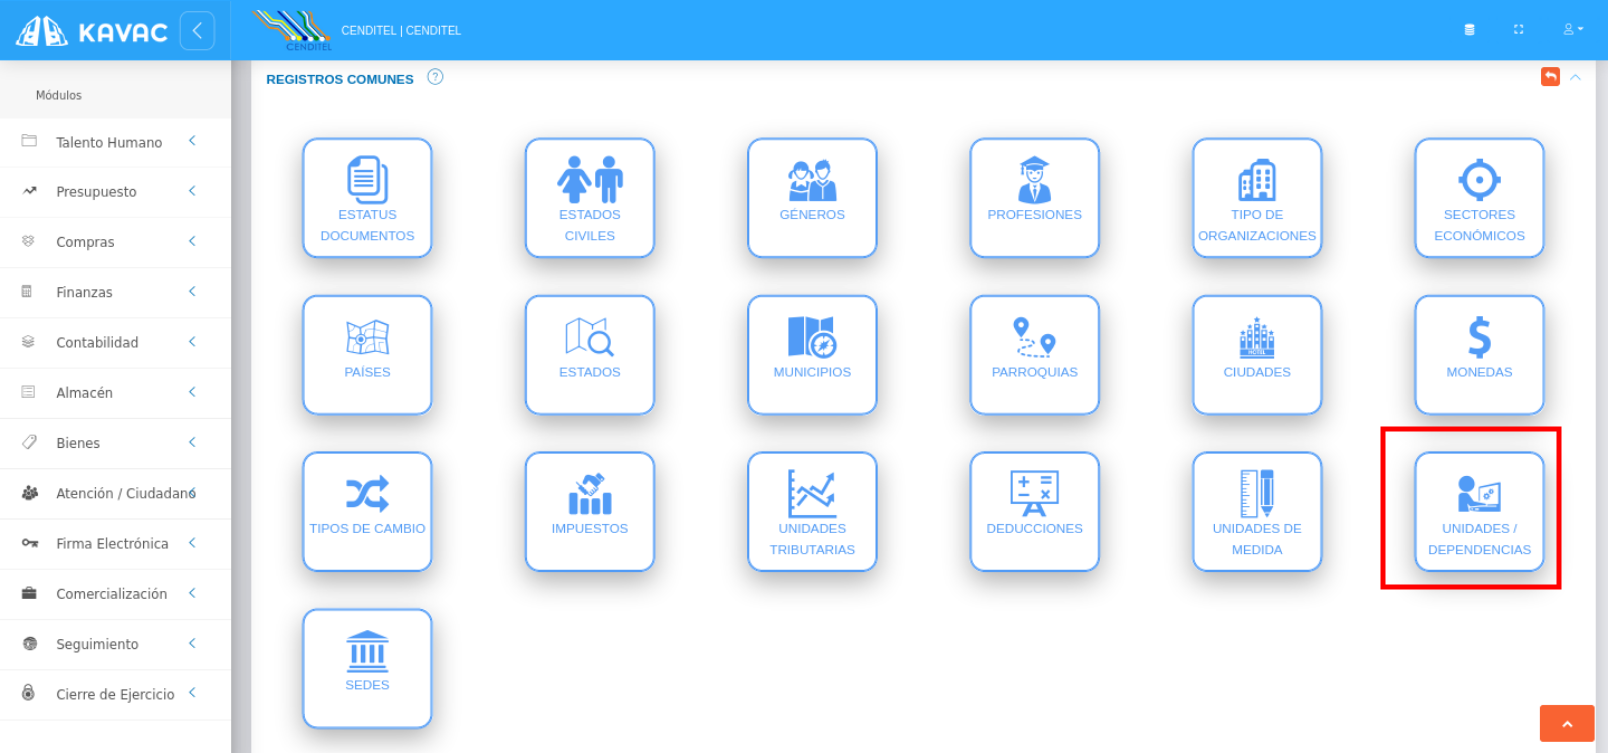 KAVAC
CENDITEL
CENDITEL | CENDITEL
Módulos
Talento Humano
Presupuesto
Compras
Finanzas
Contabilidad
Almacén
Bienes
Atención / Ciudadano
Firma Electrónica
Comercialización
Seguimiento
Cierre de Ejercicio
REGISTROS COMUNES ?
ESTATUS
DOCUMENTOS
ESTADOS
CIVILES
GÉNEROS
PROFESIONES
TIPO DE
ORGANIZACIONES
SECTORES
ECONÓMICOS
PAÍSES
ESTADOS
MUNICIPIOS
PARROQUIAS
HOTEL
CIUDADES
$
MONEDAS
TIPOS DE CAMBIO
IMPUESTOS
UNIDADES
TRIBUTARIAS
DEDUCCIONES
UNIDADES DE
MEDIDA
UNIDADES /
DEPENDENCIAS
SEDES